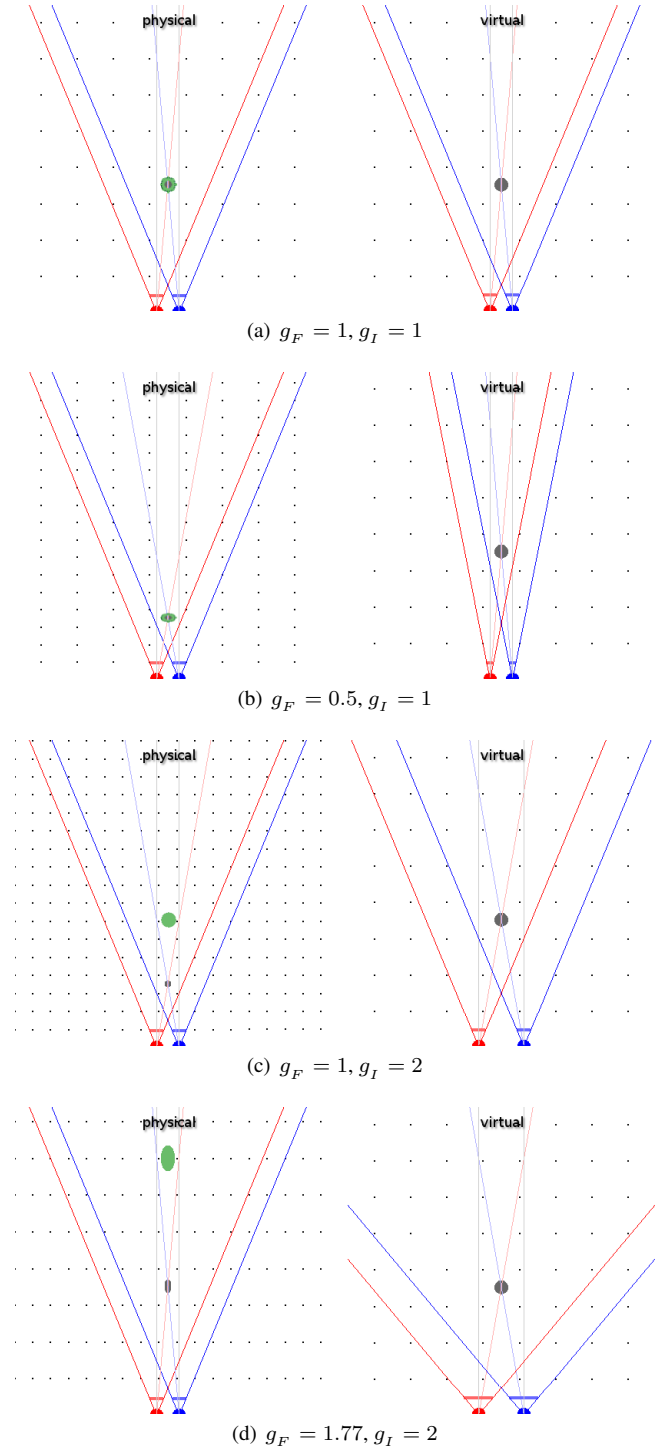 physical virtual
(a) g_F = 1, g_I = 1
physical virtual
(b) g_F = 0.5, g_I = 1
physical virtual
(c) g_F = 1, g_I = 2
physical virtual
(d) g_F = 1.77, g_I = 2